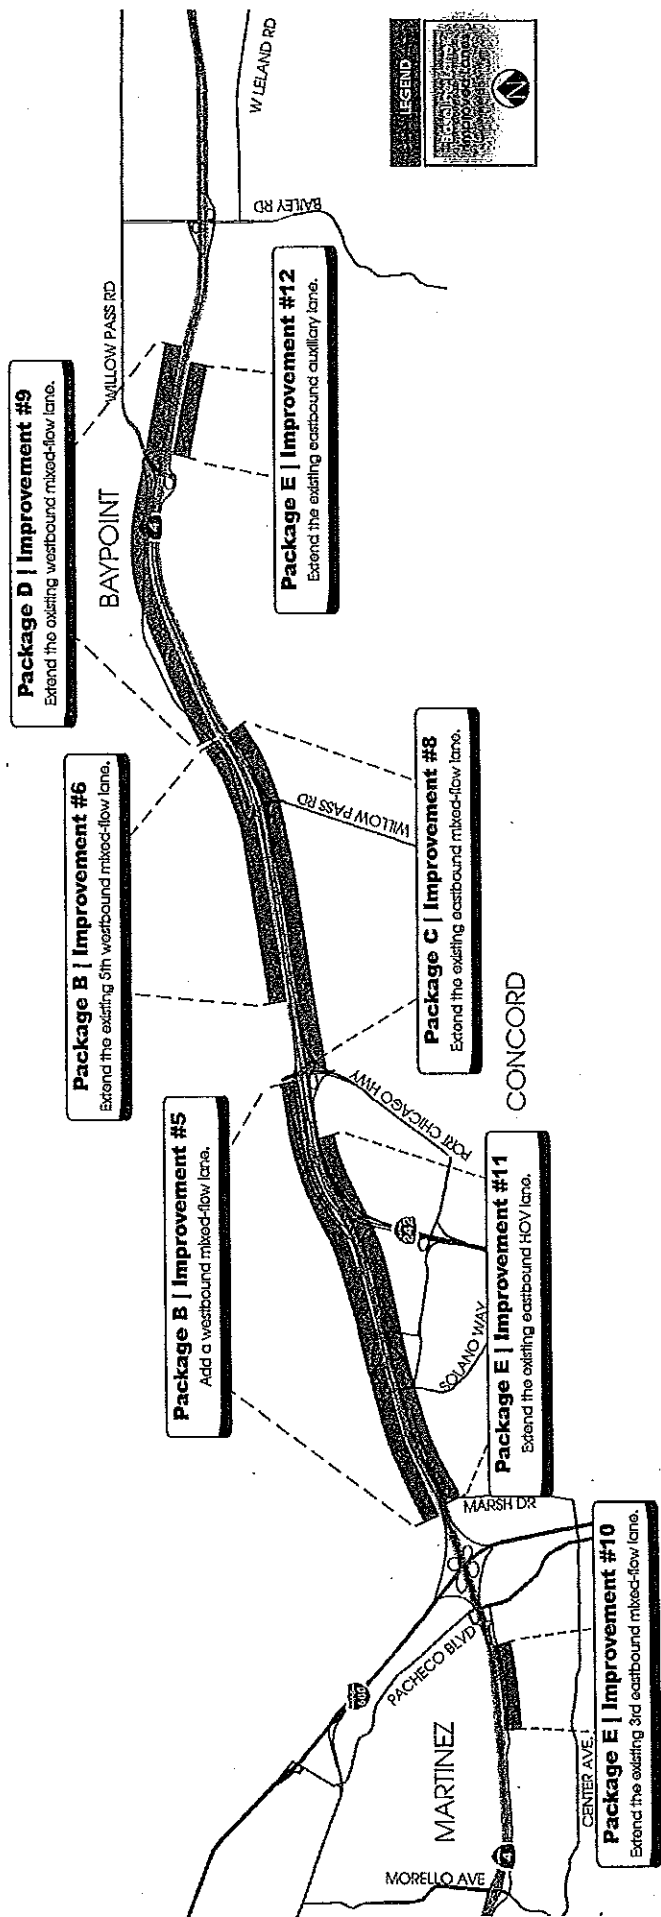 Package D | Improvement #9
Extend the existing westbound mixed-flow lane.
Package B | Improvement #6
Extend the existing 5th westbound mixed-flow lane.
Package B | Improvement #5
Add a westbound mixed-flow lane.
WILLOW PASS RD
W LELAND RD
BAILEY RD
BAYPOINT
4
Package E | Improvement #12
Extend the existing eastbound auxiliary lane.
WILLOW PASS RD
Package C | Improvement #8
Extend the existing eastbound mixed-flow lane.
CONCORD
PORT CHICAGO HWY
242
SOLANO WAY
Package E | Improvement #11
Extend the existing eastbound HOV lane.
MARSH DR
680
PACHECO BLVD
MARTINEZ
MORELLO AVE
4
CENTER AVE.
Package E | Improvement #10
Extend the existing 3rd eastbound mixed-flow lane.
LEGEND
N